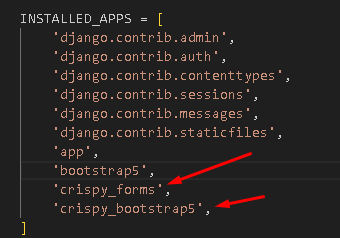 INSTALLED_APPS = [
'django.contrib.admin',
'django.contrib.auth',
'django.contrib.contenttypes',
'django.contrib.sessions',
'django.contrib.messages',
'django.contrib.staticfiles',
'app',
'bootstrap5',
'crispy_forms',
'crispy_bootstrap5',
]